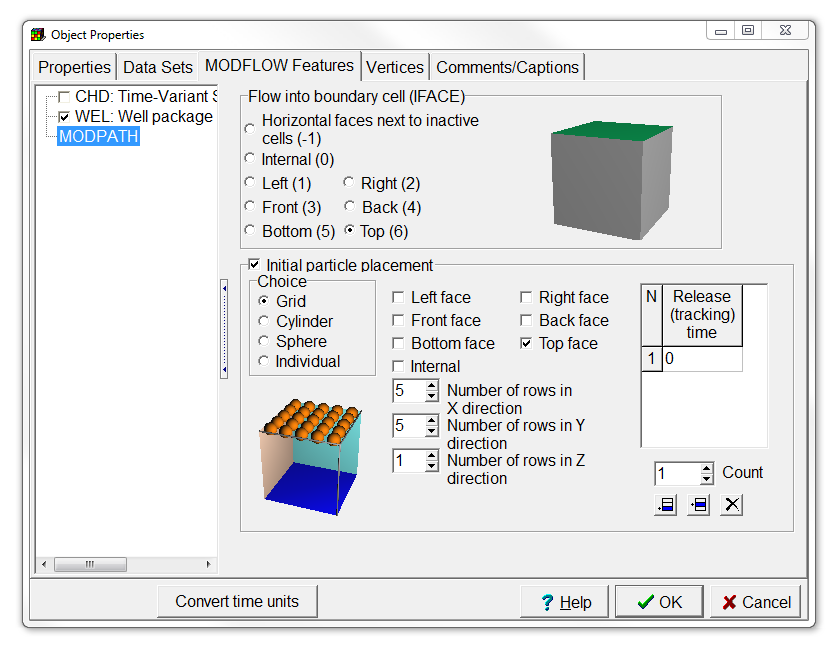 Object Properties
Properties Data Sets MODFLOW Features Vertices Comments/Captions
CHD: Time-Variant S
WEL: Well package
MODPATH
Flow into boundary cell (IFACE)
Horizontal faces next to inactive
cells (-1)
Internal (0)
Left (1) Right (2)
Front (3) Back (4)
Bottom (5) Top (6)
Initial particle placement
Choice
Grid
Cylinder
Sphere
Individual
Left face Right face
Front face Back face
Bottom face Top face
Internal
5 Number of rows in
X direction
5 Number of rows in Y
direction
1 Number of rows in Z
direction
N Release
(tracking)
time
1 0
1 Count
Convert time units ? Help OK Cancel